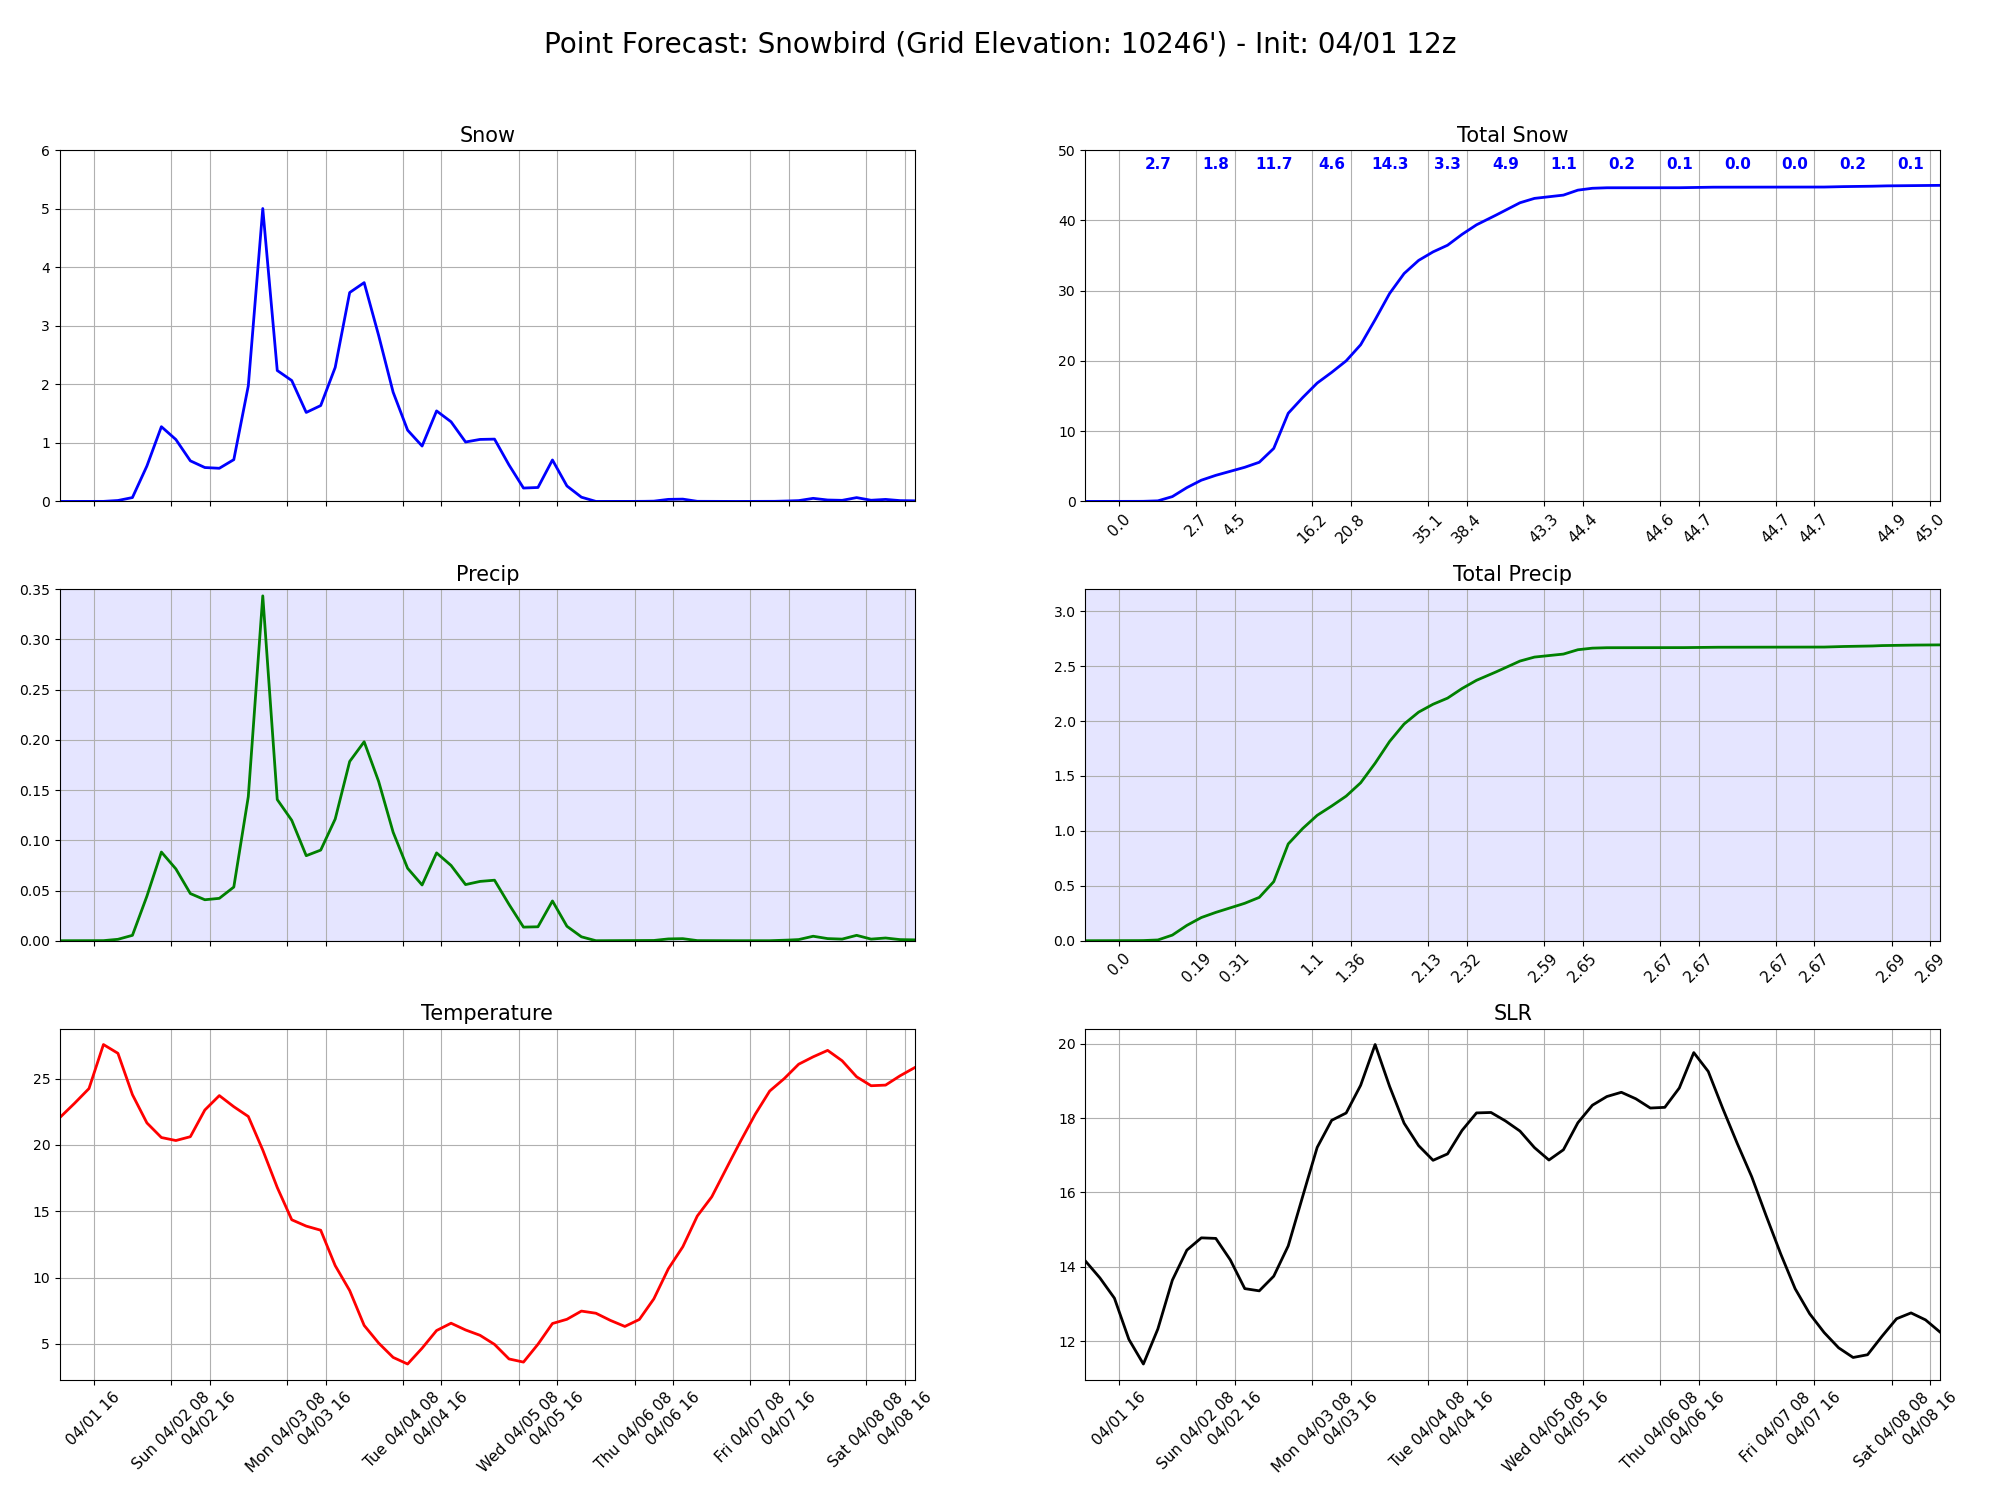 Point Forecast: Snowbird (Grid Elevation: 10246') - Init: 04/01 12z
Snow
6
5
4
3
2
1
0
Total Snow
2.7 1.8 11.7 4.6 14.3 3.3 4.9 1.1 0.2 0.1 0.0 0.0 0.2 0.1
50
40
30
20
10
0
0.0 2.7 4.5 16.2 20.8 35.1 38.4 43.3 44.4 44.6 44.7 44.7 44.7 44.9 45.0
Precip
0.35
0.30
0.25
0.20
0.15
0.10
0.05
0.00
Total Precip
3.0
2.5
2.0
1.5
1.0
0.5
0.0
0.0 0.19 0.31 1.1 1.36 2.13 2.32 2.59 2.65 2.67 2.67 2.67 2.67 2.69 2.69
Temperature
25
20
15
10
5
04/01 16
Sun 04/02 08
04/02 16
Mon 04/03 08
04/03 16
Tue 04/04 08
04/04 16
Wed 04/05 08
04/05 16
Thu 04/06 08
04/06 16
Fri 04/07 08
04/07 16
Sat 04/08 08
04/08 16
SLR
20
18
16
14
12
04/01 16
Sun 04/02 08
04/02 16
Mon 04/03 08
04/03 16
Tue 04/04 08
04/04 16
Wed 04/05 08
04/05 16
Thu 04/06 08
04/06 16
Fri 04/07 08
04/07 16
Sat 04/08 08
04/08 16